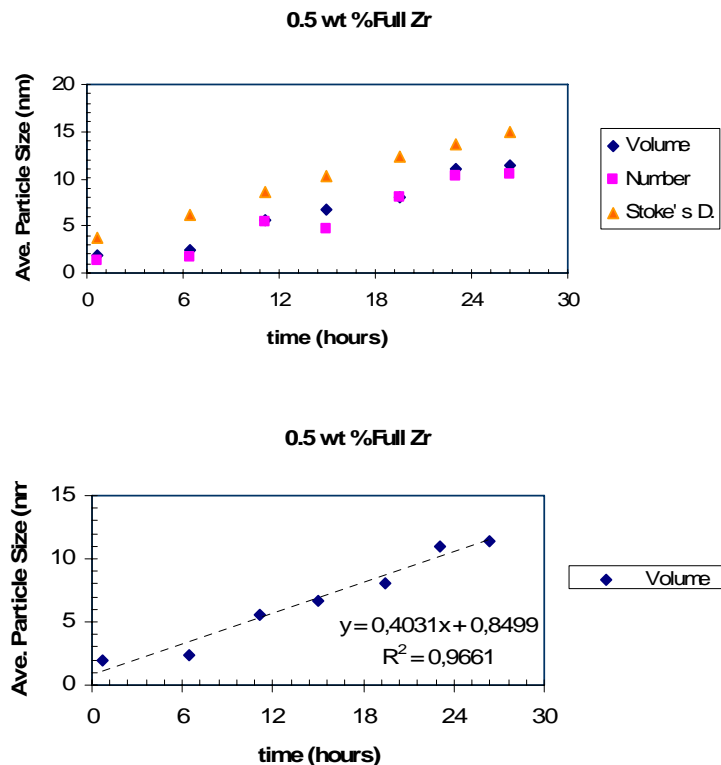 0.5 wt %Full Zr
20
15
10
5
0
0 6 12 18 24 30
Ave. Particle Size (nm)
time (hours)
Volume
Number
Stoke' s D.
0.5 wt %Full Zr
15
10
5
0
0 6 12 18 24 30
Ave. Particle Size (nm
time (hours)
y = 0,4031x + 0,8499
R² = 0,9661
Volume